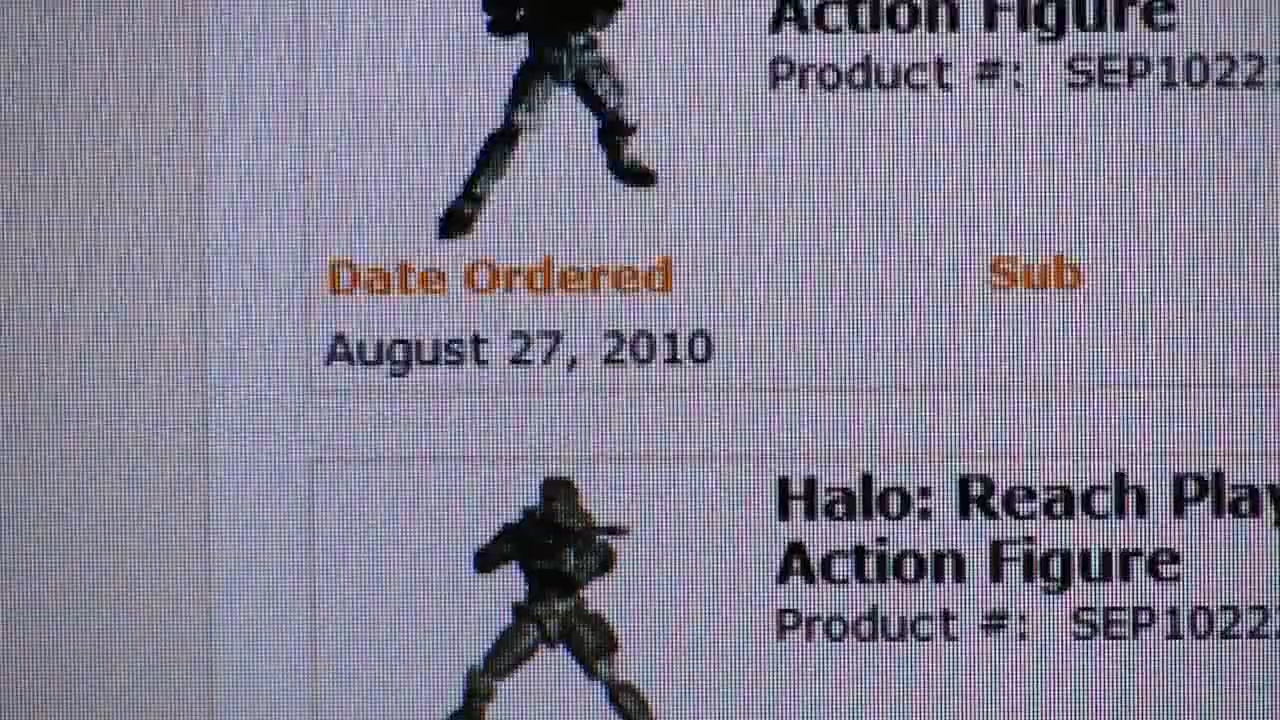 Action Figure
Product #: SEP1022
Date Ordered Sub
August 27, 2010
Halo: Reach Play
Action Figure
Product #: SEP1022